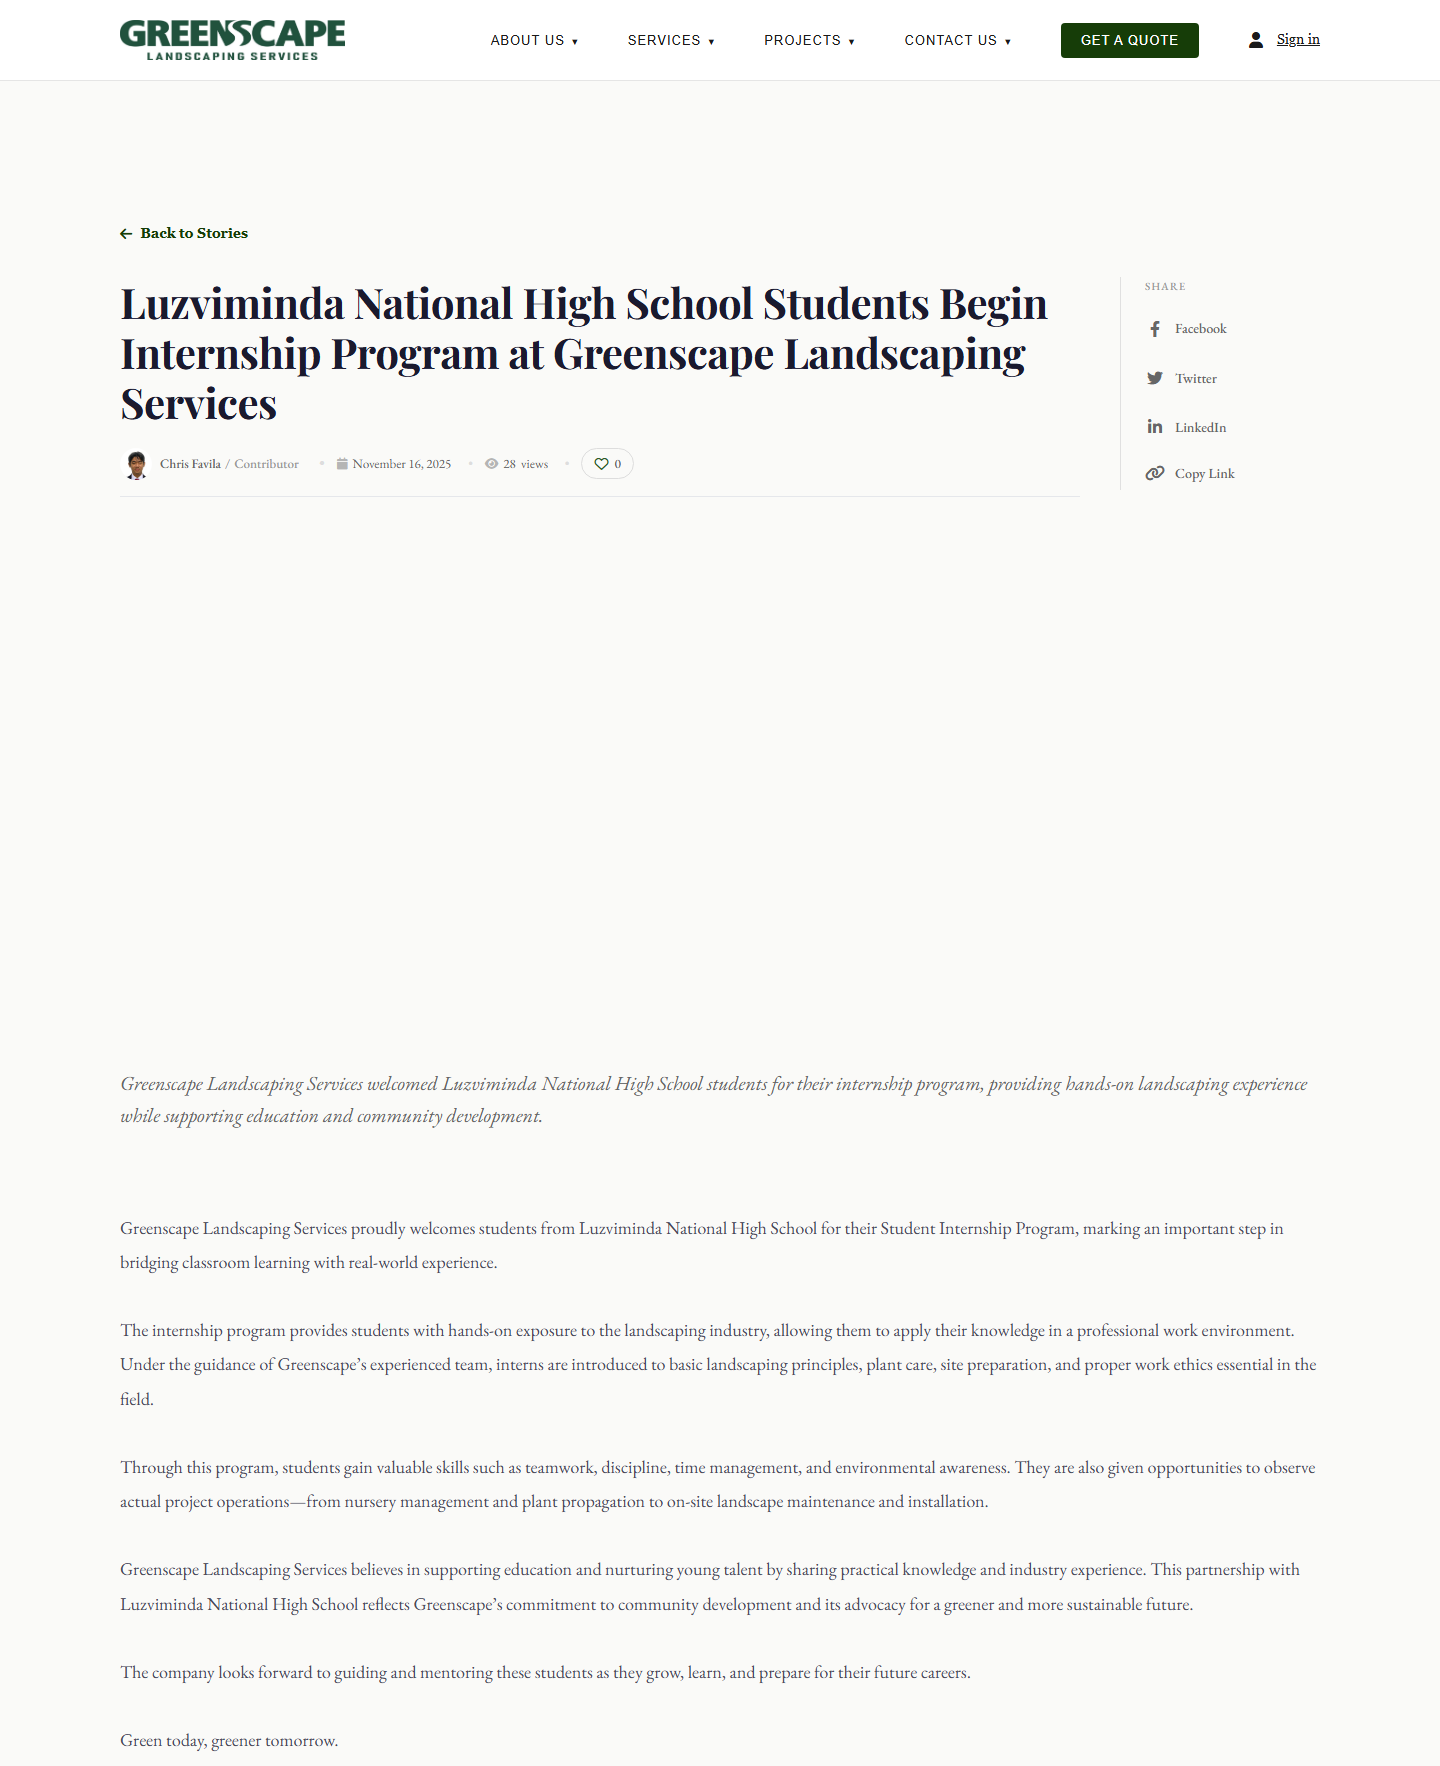 GREENSCAPE
LANDSCAPING SERVICES
ABOUT US ▾
SERVICES ▾
PROJECTS ▾
CONTACT US ▾
GET A QUOTE
Sign in
← Back to Stories
Luzviminda National High School Students Begin
Internship Program at Greenscape Landscaping
Services
Chris Favila / Contributor • November 16, 2025 • 28 views • 0
SHARE
Facebook
Twitter
LinkedIn
Copy Link
Greenscape Landscaping Services welcomed Luzviminda National High School students for their internship program, providing hands-on landscaping experience
while supporting education and community development.
Greenscape Landscaping Services proudly welcomes students from Luzviminda National High School for their Student Internship Program, marking an important step in
bridging classroom learning with real-world experience.
The internship program provides students with hands-on exposure to the landscaping industry, allowing them to apply their knowledge in a professional work environment.
Under the guidance of Greenscape’s experienced team, interns are introduced to basic landscaping principles, plant care, site preparation, and proper work ethics essential in the
field.
Through this program, students gain valuable skills such as teamwork, discipline, time management, and environmental awareness. They are also given opportunities to observe
actual project operations—from nursery management and plant propagation to on-site landscape maintenance and installation.
Greenscape Landscaping Services believes in supporting education and nurturing young talent by sharing practical knowledge and industry experience. This partnership with
Luzviminda National High School reflects Greenscape’s commitment to community development and its advocacy for a greener and more sustainable future.
The company looks forward to guiding and mentoring these students as they grow, learn, and prepare for their future careers.
Green today, greener tomorrow.